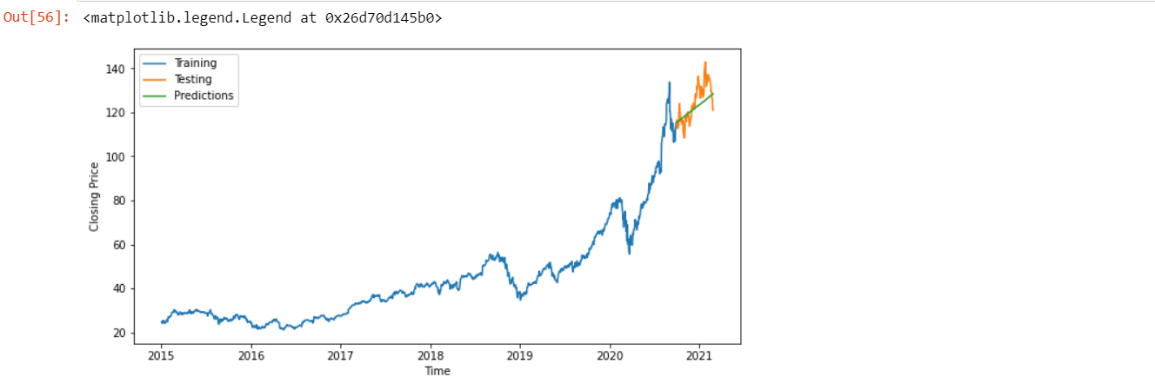 Out[56]: <matplotlib.legend.Legend at 0x26d70d145b0>
Training
Testing
Predictions
140
120
100
80
60
40
20
Closing Price
2015 2016 2017 2018 2019 2020 2021
Time